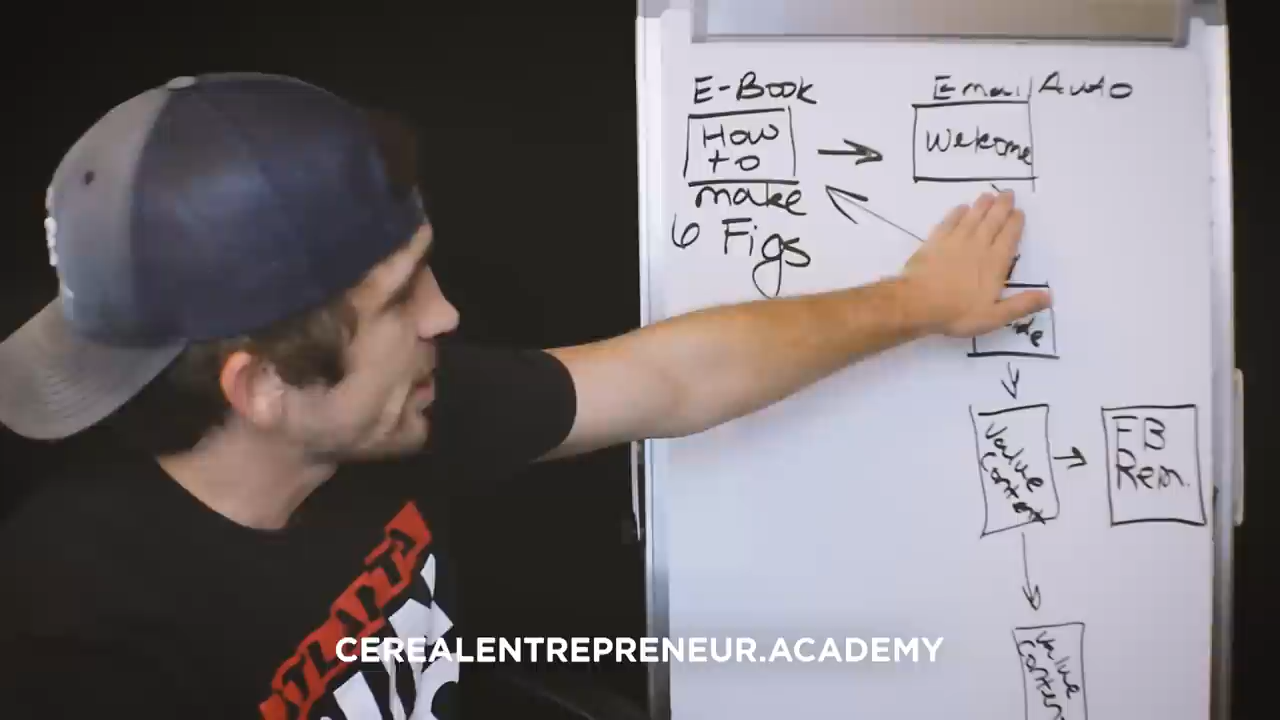 E-Book
How
to
make
6 Figs
Email Auto
Welcome
Value
Content
FB
Rem.
Value
Content
CEREALENTREPRENEUR.ACADEMY